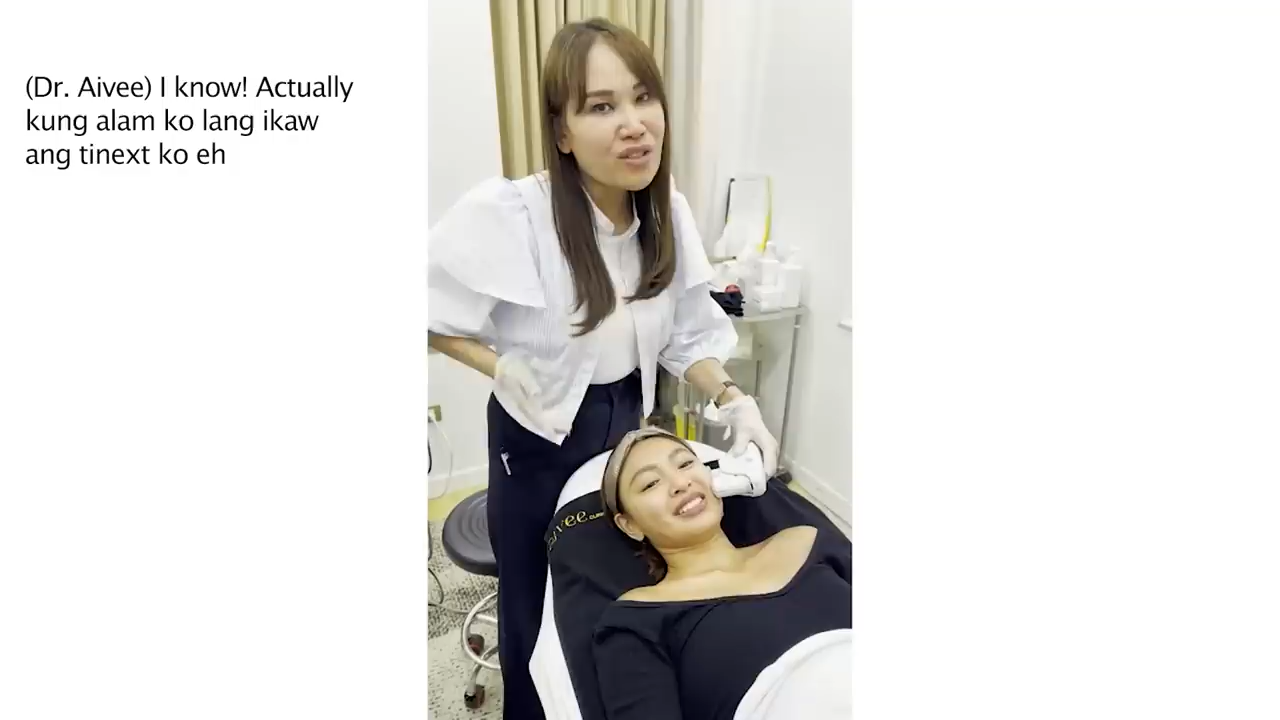 (Dr. Aivee) I know! Actually
kung alam ko lang ikaw
ang tinext ko eh